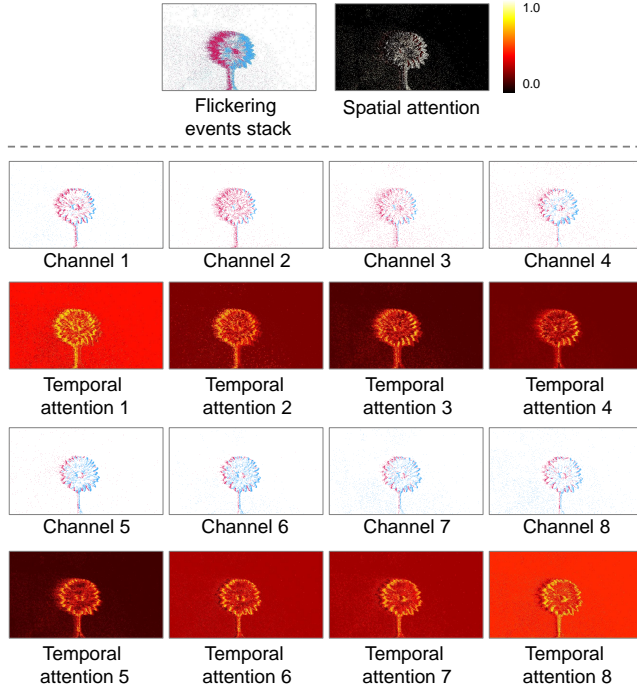 1.0
0.0
Flickering
events stack
Spatial attention
Channel 1
Channel 2
Channel 3
Channel 4
Temporal
attention 1
Temporal
attention 2
Temporal
attention 3
Temporal
attention 4
Channel 5
Channel 6
Channel 7
Channel 8
Temporal
attention 5
Temporal
attention 6
Temporal
attention 7
Temporal
attention 8